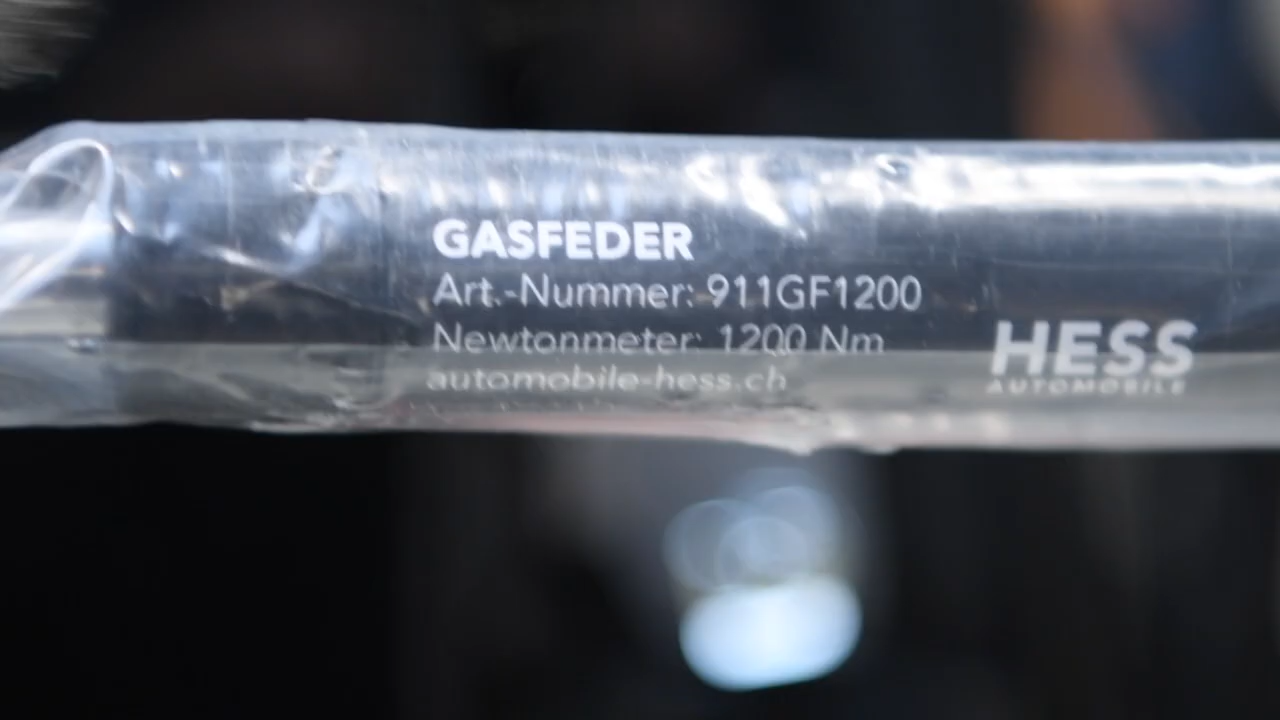 GASFEDER
Art.-Nummer: 911GF1200
Newtonmeter: 1200 Nm
automobile-hess.ch
HESS
AUTOMOBILE